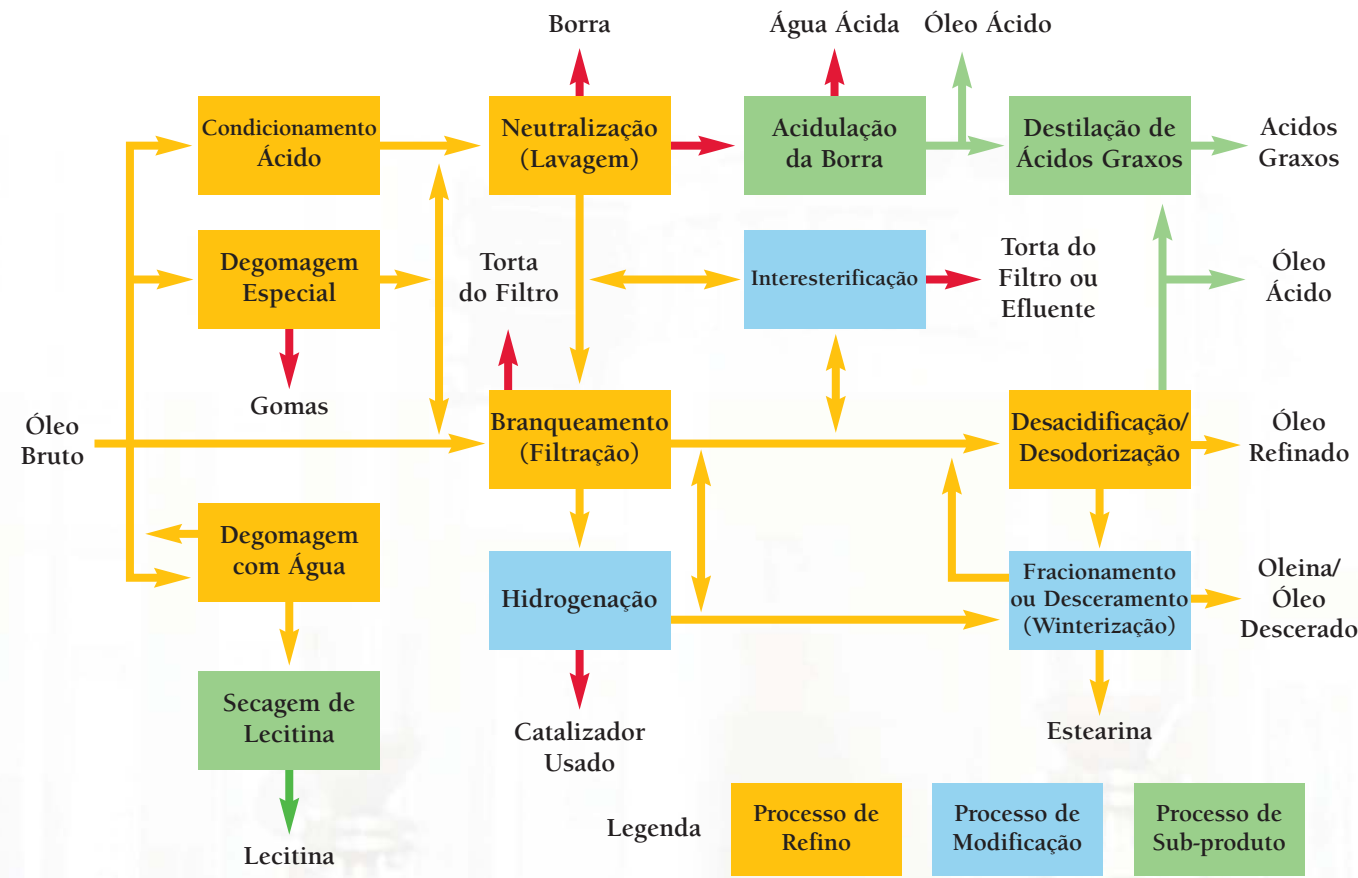 Borra
Água Ácida
Óleo Ácido
Condicionamento
Ácido
Neutralização
(Lavagem)
Acidulação
da Borra
Destilação de
Ácidos Graxos
Acidos
Graxos
Degomagem
Especial
Torta
do Filtro
Interesterificação
Torta do
Filtro ou
Efluente
Óleo
Ácido
Gomas
Óleo
Bruto
Branqueamento
(Filtração)
Desacidificação/
Desodorização
Óleo
Refinado
Degomagem
com Água
Hidrogenação
Fracionamento
ou Desceramento
(Winterização)
Oleina/
Óleo
Descerado
Secagem de
Lecitina
Catalizador
Usado
Estearina
Lecitina
Legenda
Processo de
Refino
Processo de
Modificação
Processo de
Sub-produto